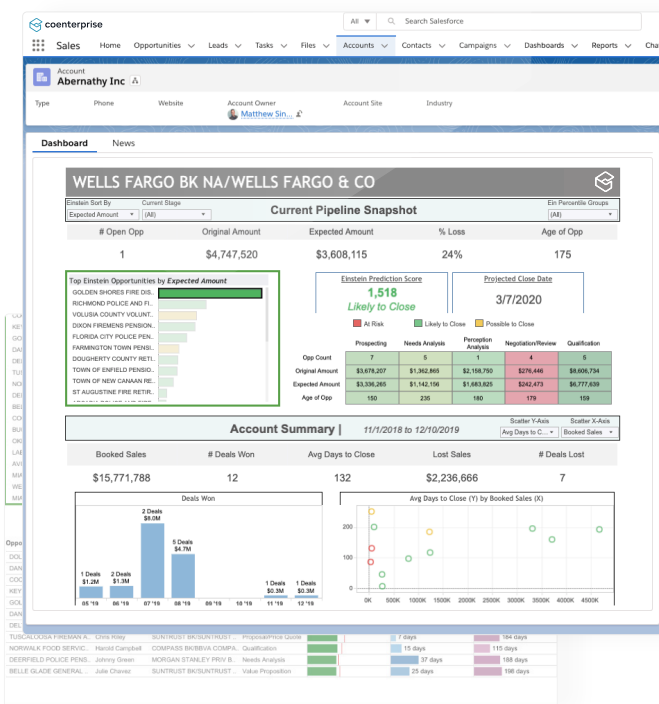 coenterprise
All
Search Salesforce
Sales Home Opportunities Leads Tasks Files Accounts Contacts Campaigns Dashboards Reports Cha
Account
Abernathy Inc
Type Phone Website Account Owner Account Site Industry
Matthew Sin...
Dashboard News
WELLS FARGO BK NA/WELLS FARGO & CO
Einstein Sort By Current Stage Ein Percentile Groups
Expected Amount (All) Current Pipeline Snapshot (All)
# Open Opp Original Amount Expected Amount % Loss Age of Opp
1 $4,747,520 $3,608,115 24% 175
Top Einstein Opportunities by Expected Amount
GOLDEN SHORES FIRE DIS..
RICHMOND POLICE AND FI..
VOLUSIA COUNTY VOLUNT..
DIXON FIREMENS PENSION..
FLORIDA CITY POLICE PEN..
FARMINGTON TOWN PENSI..
DOUGHERTY COUNTY RETI..
TOWN OF ENFIELD PENSIO..
TOWN OF NEW CANAAN RE..
ST AUGUSTINE FIRE RETIR..
Einstein Prediction Score
1,518
Likely to Close
Projected Close Date
3/7/2020
At Risk Likely to Close Possible to Close
Prospecting Needs Analysis Perception Analysis Negotiation/Review Qualification
Opp Count 7 5 1 4 5
Original Amount $3,678,207 $1,362,865 $2,158,750 $276,446 $8,606,734
Expected Amount $3,336,265 $1,142,156 $1,683,825 $242,473 $6,777,639
Age of Opp 150 235 180 179 159
Account Summary | 11/1/2018 to 12/10/2019
Scatter Y-Axis Scatter X-Axis
Avg Days to C... Booked Sales
Booked Sales # Deals Won Avg Days to Close Lost Sales # Deals Lost
$15,771,788 12 132 $2,236,666 7
Deals Won
1 Deals
$1.2M
2 Deals
$1.3M
2 Deals
$8.0M
5 Deals
$4.7M
1 Deals
$0.3M
1 Deals
$0.3M
05 '19 06 '19 07 '19 08 '19 09 '19 10 '19 11 '19 12 '19
Avg Days to Close (Y) by Booked Sales (X)
200
100
0
0K 500K 1000K 1500K 2000K 2500K 3000K 3500K 4000K 4500K
Oppo
TUSCALOOSA FIREMAN A.. Chris Riley SUNTRUST BK/SUNTRUST .. Proposal/Price Quote 7 days 184 days
NORWALK FOOD SERVIC.. Harold Campbell COMPASS BK/BBVA COMPA.. Qualification 15 days 115 days
DEERFIELD POLICE PENS.. Johnny Green MORGAN STANLEY PRIV B.. Needs Analysis 37 days 188 days
BELLE GLADE GENERAL .. Julie Chavez SUNTRUST BK/SUNTRUST .. Value Proposition 25 days 198 days